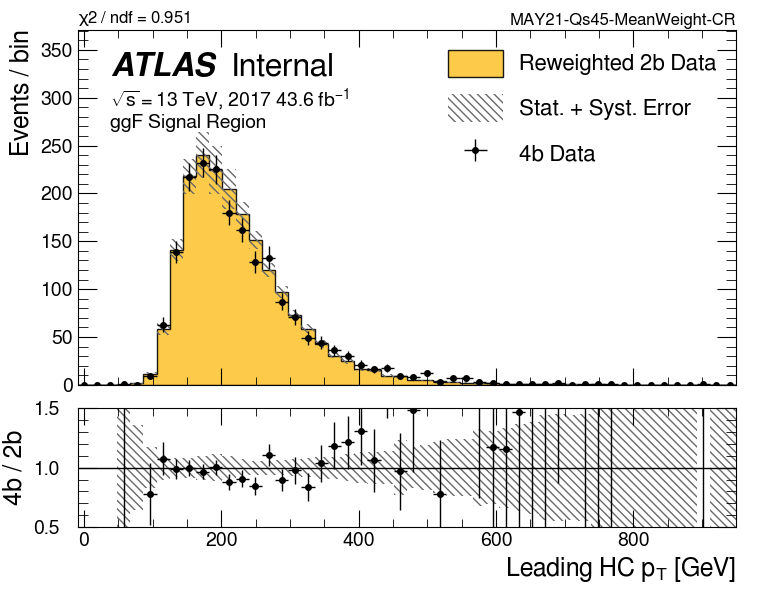 χ2 / ndf = 0.951
MAY21-Qs45-MeanWeight-CR
ATLAS Internal
√s = 13 TeV, 2017 43.6 fb⁻¹
ggF Signal Region
Reweighted 2b Data
Stat. + Syst. Error
4b Data
Events / bin
350
300
250
200
150
100
50
0
4b / 2b
1.5
1.0
0.5
0 200 400 600 800
Leading HC pT [GeV]